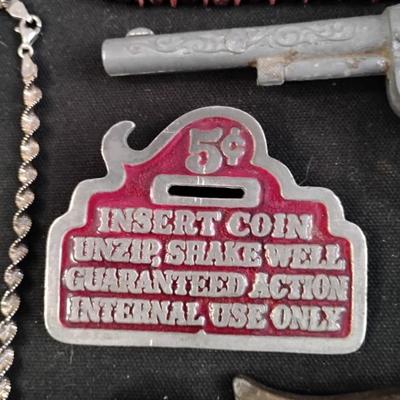 5¢
INSERT COIN
UNZIP, SHAKE WELL
GUARANTEED ACTION
INTERNAL USE ONLY